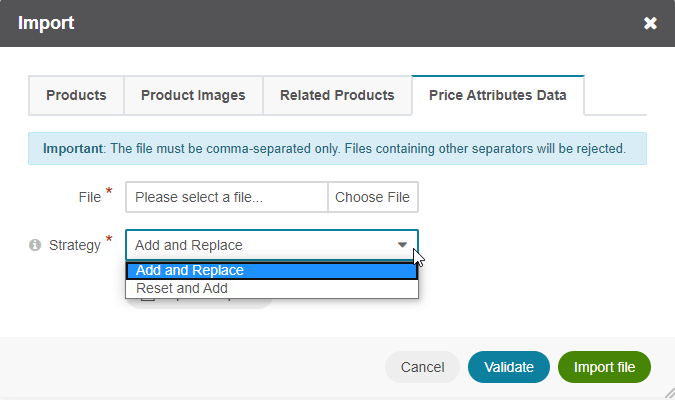 Import
Products Product Images Related Products Price Attributes Data
Important: The file must be comma-separated only. Files containing other separators will be rejected.
File * Please select a file... Choose File
Strategy * Add and Replace
Add and Replace
Reset and Add
Cancel Validate Import file